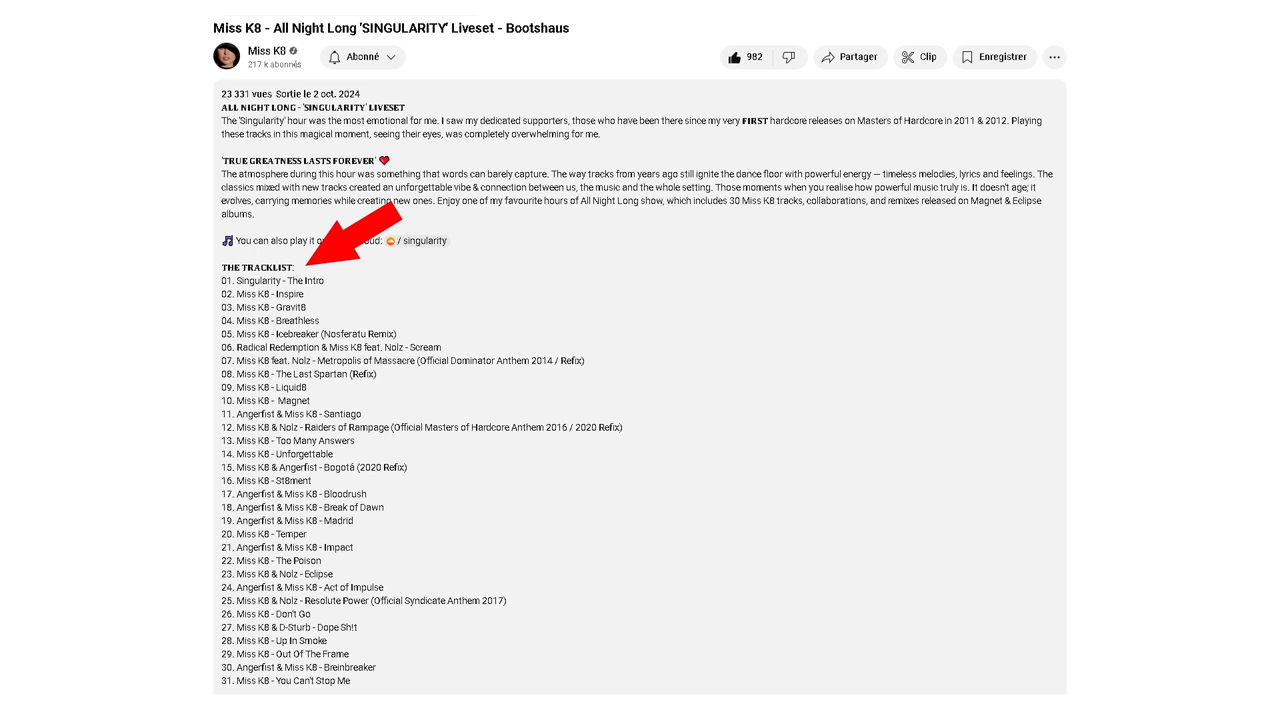 Miss K8 - All Night Long 'SINGULARITY' Liveset - Bootshaus
Miss K8
217 k abonnés
Abonné
982
Partager
Clip
Enregistrer
23 331 vues Sortie le 2 oct. 2024
ALL NIGHT LONG - 'SINGULARITY' LIVESET
The 'Singularity' hour was the most emotional for me. I saw my dedicated supporters, those who have been there since my very FIRST hardcore releases on Masters of Hardcore in 2011 & 2012. Playing
these tracks in this magical moment, seeing their eyes, was completely overwhelming for me.
'TRUE GREATNESS LASTS FOREVER' ❤
The atmosphere during this hour was something that words can barely capture. The way tracks from years ago still ignite the dance floor with powerful energy — timeless melodies, lyrics and feelings. The
classics mixed with new tracks created an unforgettable vibe & connection between us, the music and the whole setting. Those moments when you realise how powerful music truly is. It doesn't age; it
evolves, carrying memories while creating new ones. Enjoy one of my favourite hours of All Night Long show, which includes 30 Miss K8 tracks, collaborations, and remixes released on Magnet & Eclipse
albums.
🎵 You can also play it / singularity
THE TRACKLIST:
01. Singularity - The Intro
02. Miss K8 - Inspire
03. Miss K8 - Gravit8
04. Miss K8 - Breathless
05. Miss K8 - Icebreaker (Nosferatu Remix)
06. Radical Redemption & Miss K8 feat. Nolz - Scream
07. Miss K8 feat. Nolz - Metropolis of Massacre (Official Dominator Anthem 2014 / Refix)
08. Miss K8 - The Last Spartan (Refix)
09. Miss K8 - Liquid8
10. Miss K8 - Magnet
11. Angerfist & Miss K8 - Santiago
12. Miss K8 & Nolz - Raiders of Rampage (Official Masters of Hardcore Anthem 2016 / 2020 Refix)
13. Miss K8 - Too Many Answers
14. Miss K8 - Unforgettable
15. Miss K8 & Angerfist - Bogotá (2020 Refix)
16. Miss K8 - St8ment
17. Angerfist & Miss K8 - Bloodrush
18. Angerfist & Miss K8 - Break of Dawn
19. Angerfist & Miss K8 - Madrid
20. Miss K8 - Temper
21. Angerfist & Miss K8 - Impact
22. Miss K8 - The Poison
23. Miss K8 & Nolz - Eclipse
24. Angerfist & Miss K8 - Act of Impulse
25. Miss K8 & Nolz - Resolute Power (Official Syndicate Anthem 2017)
26. Miss K8 - Don't Go
27. Miss K8 & D-Sturb - Dope Sh!t
28. Miss K8 - Up In Smoke
29. Miss K8 - Out Of The Frame
30. Angerfist & Miss K8 - Breinbreaker
31. Miss K8 - You Can't Stop Me